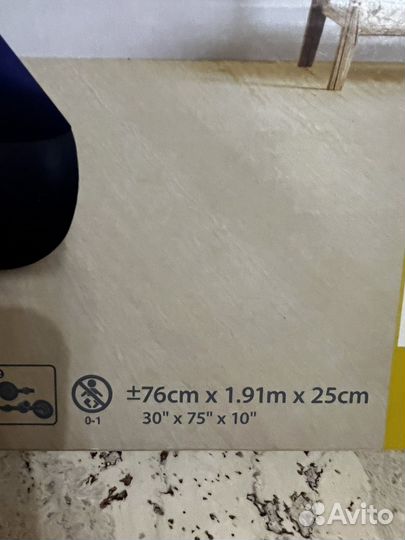 ±76cm x 1.91m x 25cm
0-1
30" x 75" x 10"
Avito